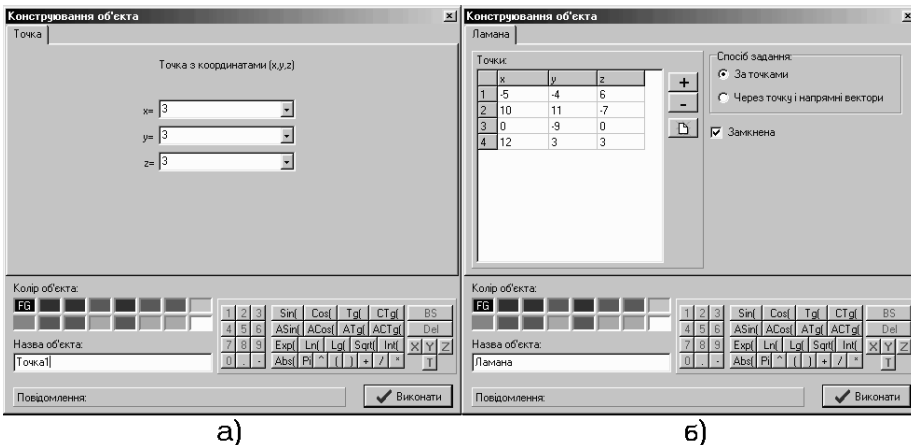 Конструювання об'єкта
Точка
Точка з координатами (x,y,z)
x= 3
y= 3
z= 3
Колір об'єкта:
FG
Назва об'єкта:
Точка1
1 2 3 Sin( Cos( Tg( CTg( BS
4 5 6 ASin( ACos( ATg( ACTg( Del
7 8 9 Exp( Ln( Lg( Sqrt( Int( X Y Z
0 . - Abs( Pi ^ ( ) + / * T
Повідомлення:
Виконати
а)
Конструювання об'єкта
Ламана
Точки:
x y z
1 -5 -4 6
2 10 11 -7
3 0 -9 0
4 12 3 3
+
-
Спосіб задання:
За точками
Через точку і напрямні вектори
Замкнена
Колір об'єкта:
FG
Назва об'єкта:
Ламана
1 2 3 Sin( Cos( Tg( CTg( BS
4 5 6 ASin( ACos( ATg( ACTg( Del
7 8 9 Exp( Ln( Lg( Sqrt( Int( X Y Z
0 . - Abs( Pi ^ ( ) + / * T
Повідомлення:
Виконати
б)